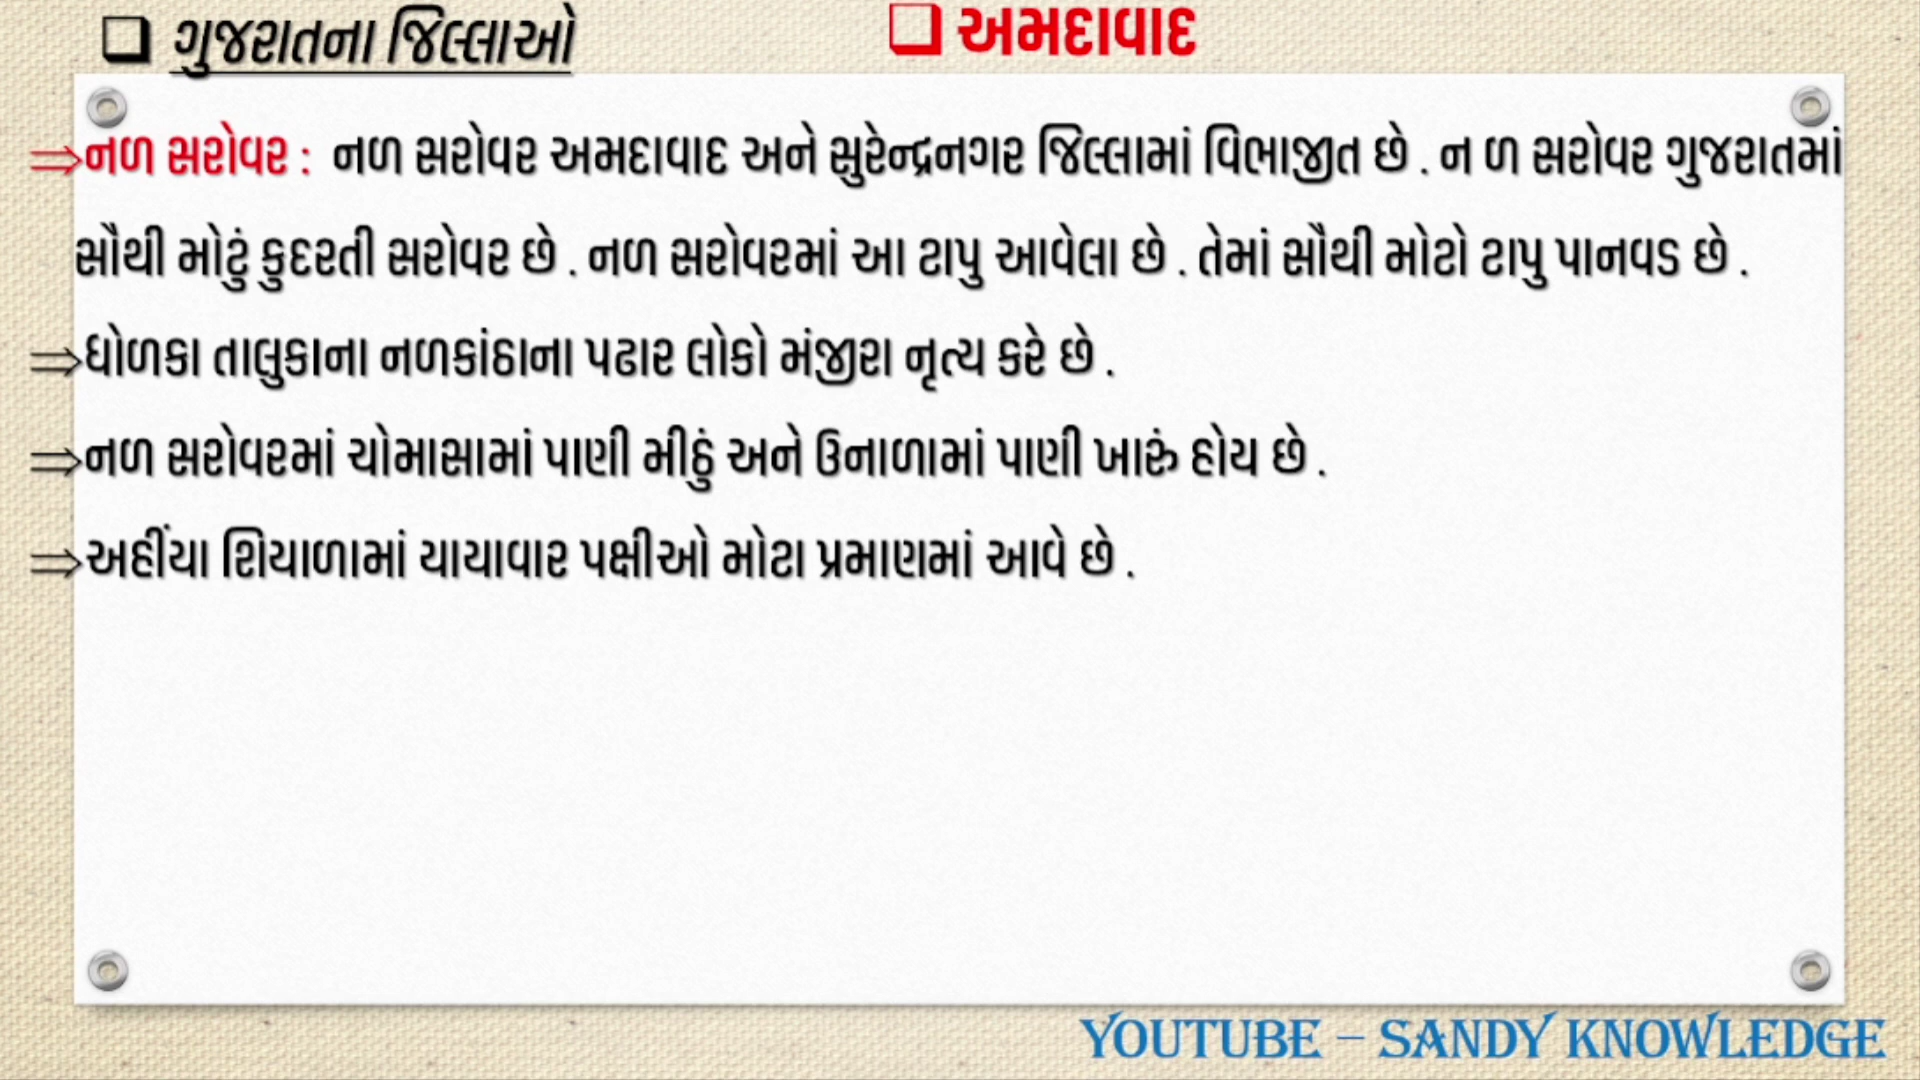 ❑ ગુજરાતના જિલ્લાઓ
❑ અમદાવાદ
⇒નળ સરોવર : નળ સરોવર અમદાવાદ અને સુરેન્દ્રનગર જિલ્લામાં વિભાજીત છે . ન ળ સરોવર ગુજરાતમાં
સૌથી મોટું કુદરતી સરોવર છે . નળ સરોવરમાં આ ટાપુ આવેલા છે . તેમાં સૌથી મોટો ટાપુ પાનવડ છે .
⇒ધોળકા તાલુકાના નળકાંઠાના પઢાર લોકો મંજીરા નૃત્ય કરે છે .
⇒નળ સરોવરમાં ચોમાસામાં પાણી મીઠું અને ઉનાળામાં પાણી ખારું હોય છે .
⇒અહીંયા શિયાળામાં યાયાવાર પક્ષીઓ મોટા પ્રમાણમાં આવે છે .
YOUTUBE – SANDY KNOWLEDGE